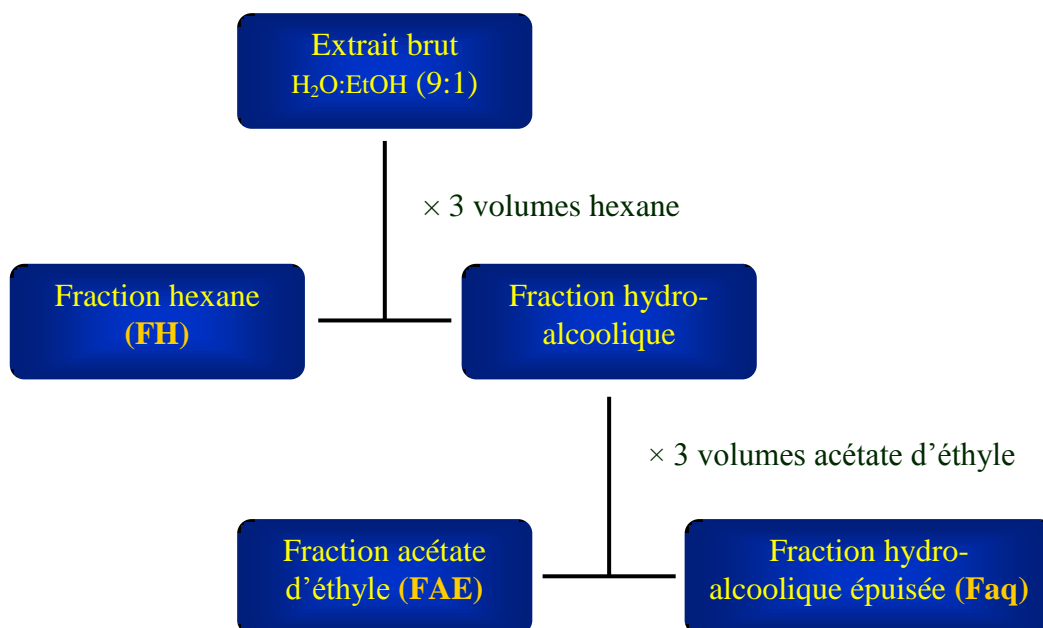 Extrait brut
H₂O:EtOH (9:1)
× 3 volumes hexane
Fraction hexane
(FH)
Fraction hydro-
alcoolique
× 3 volumes acétate d’éthyle
Fraction acétate
d’éthyle (FAE)
Fraction hydro-
alcoolique épuisée (Faq)